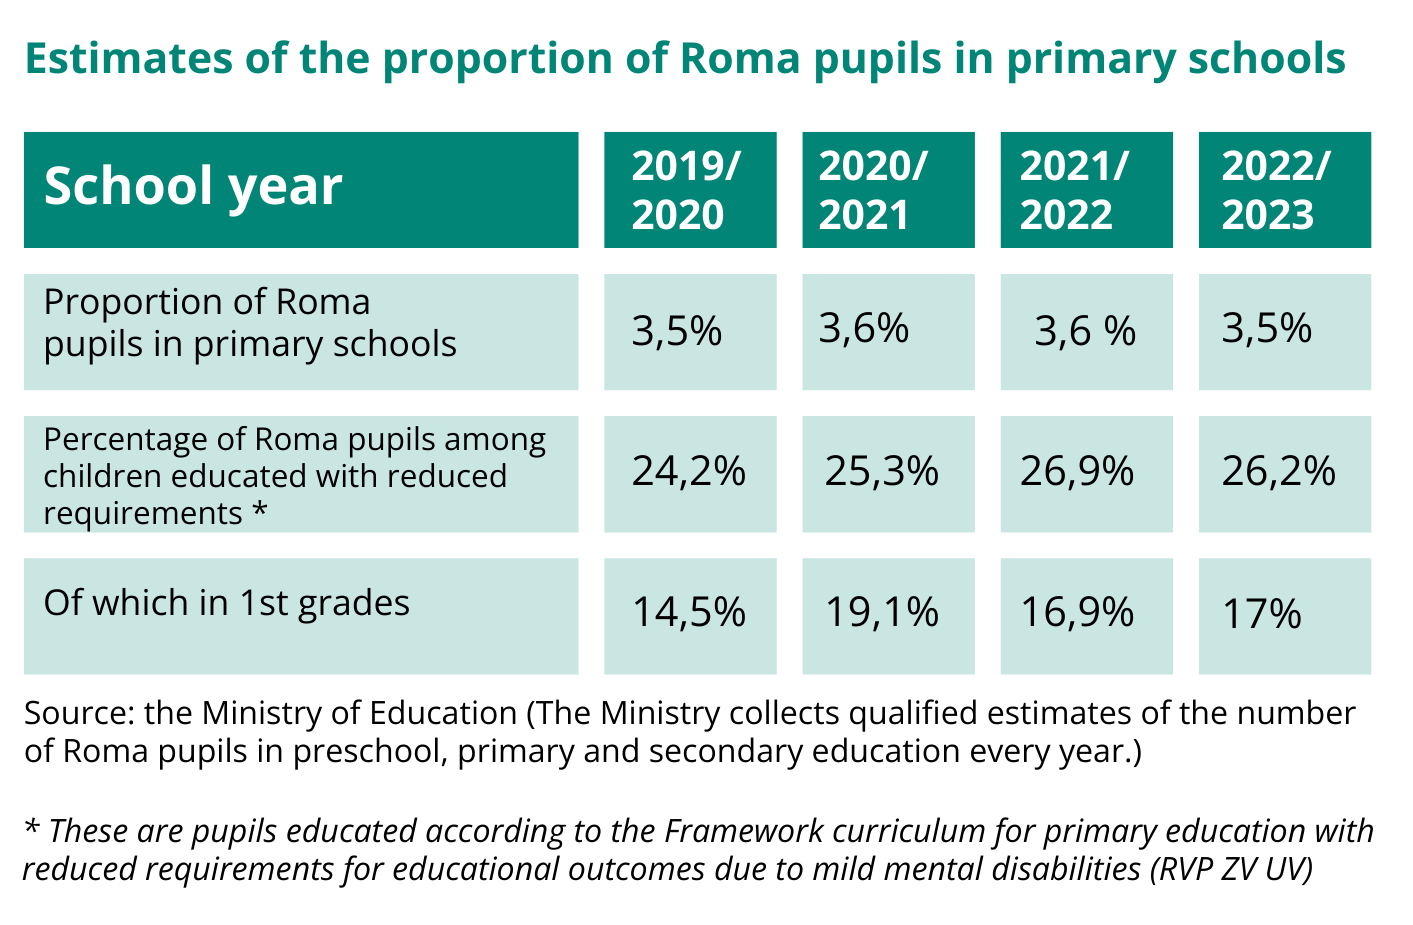 Estimates of the proportion of Roma pupils in primary schools
School year
2019/
2020
2020/
2021
2021/
2022
2022/
2023
Proportion of Roma
pupils in primary schools
3,5%
3,6%
3,6 %
3,5%
Percentage of Roma pupils among
children educated with reduced
requirements *
24,2%
25,3%
26,9%
26,2%
Of which in 1st grades
14,5%
19,1%
16,9%
17%
Source: the Ministry of Education (The Ministry collects qualified estimates of the number
of Roma pupils in preschool, primary and secondary education every year.)
* These are pupils educated according to the Framework curriculum for primary education with
reduced requirements for educational outcomes due to mild mental disabilities (RVP ZV UV)